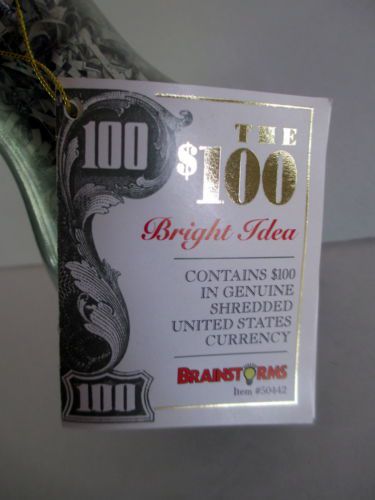 100
THE
$100
Bright Idea
CONTAINS $100
IN GENUINE
SHREDDED
UNITED STATES
CURRENCY
BRAINSTORMS
Item #50442
100